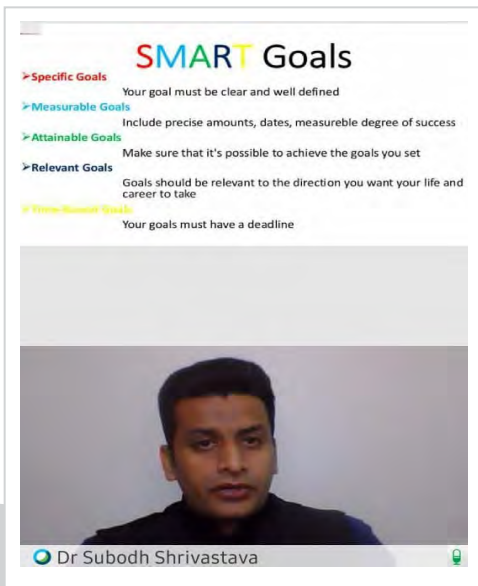 SMART Goals
➢Specific Goals
Your goal must be clear and well defined
➢Measurable Goals
Include precise amounts, dates, measureble degree of success
➢Attainable Goals
Make sure that it's possible to achieve the goals you set
➢Relevant Goals
Goals should be relevant to the direction you want your life and
career to take
Goals
Your goals must have a deadline
Dr Subodh Shrivastava